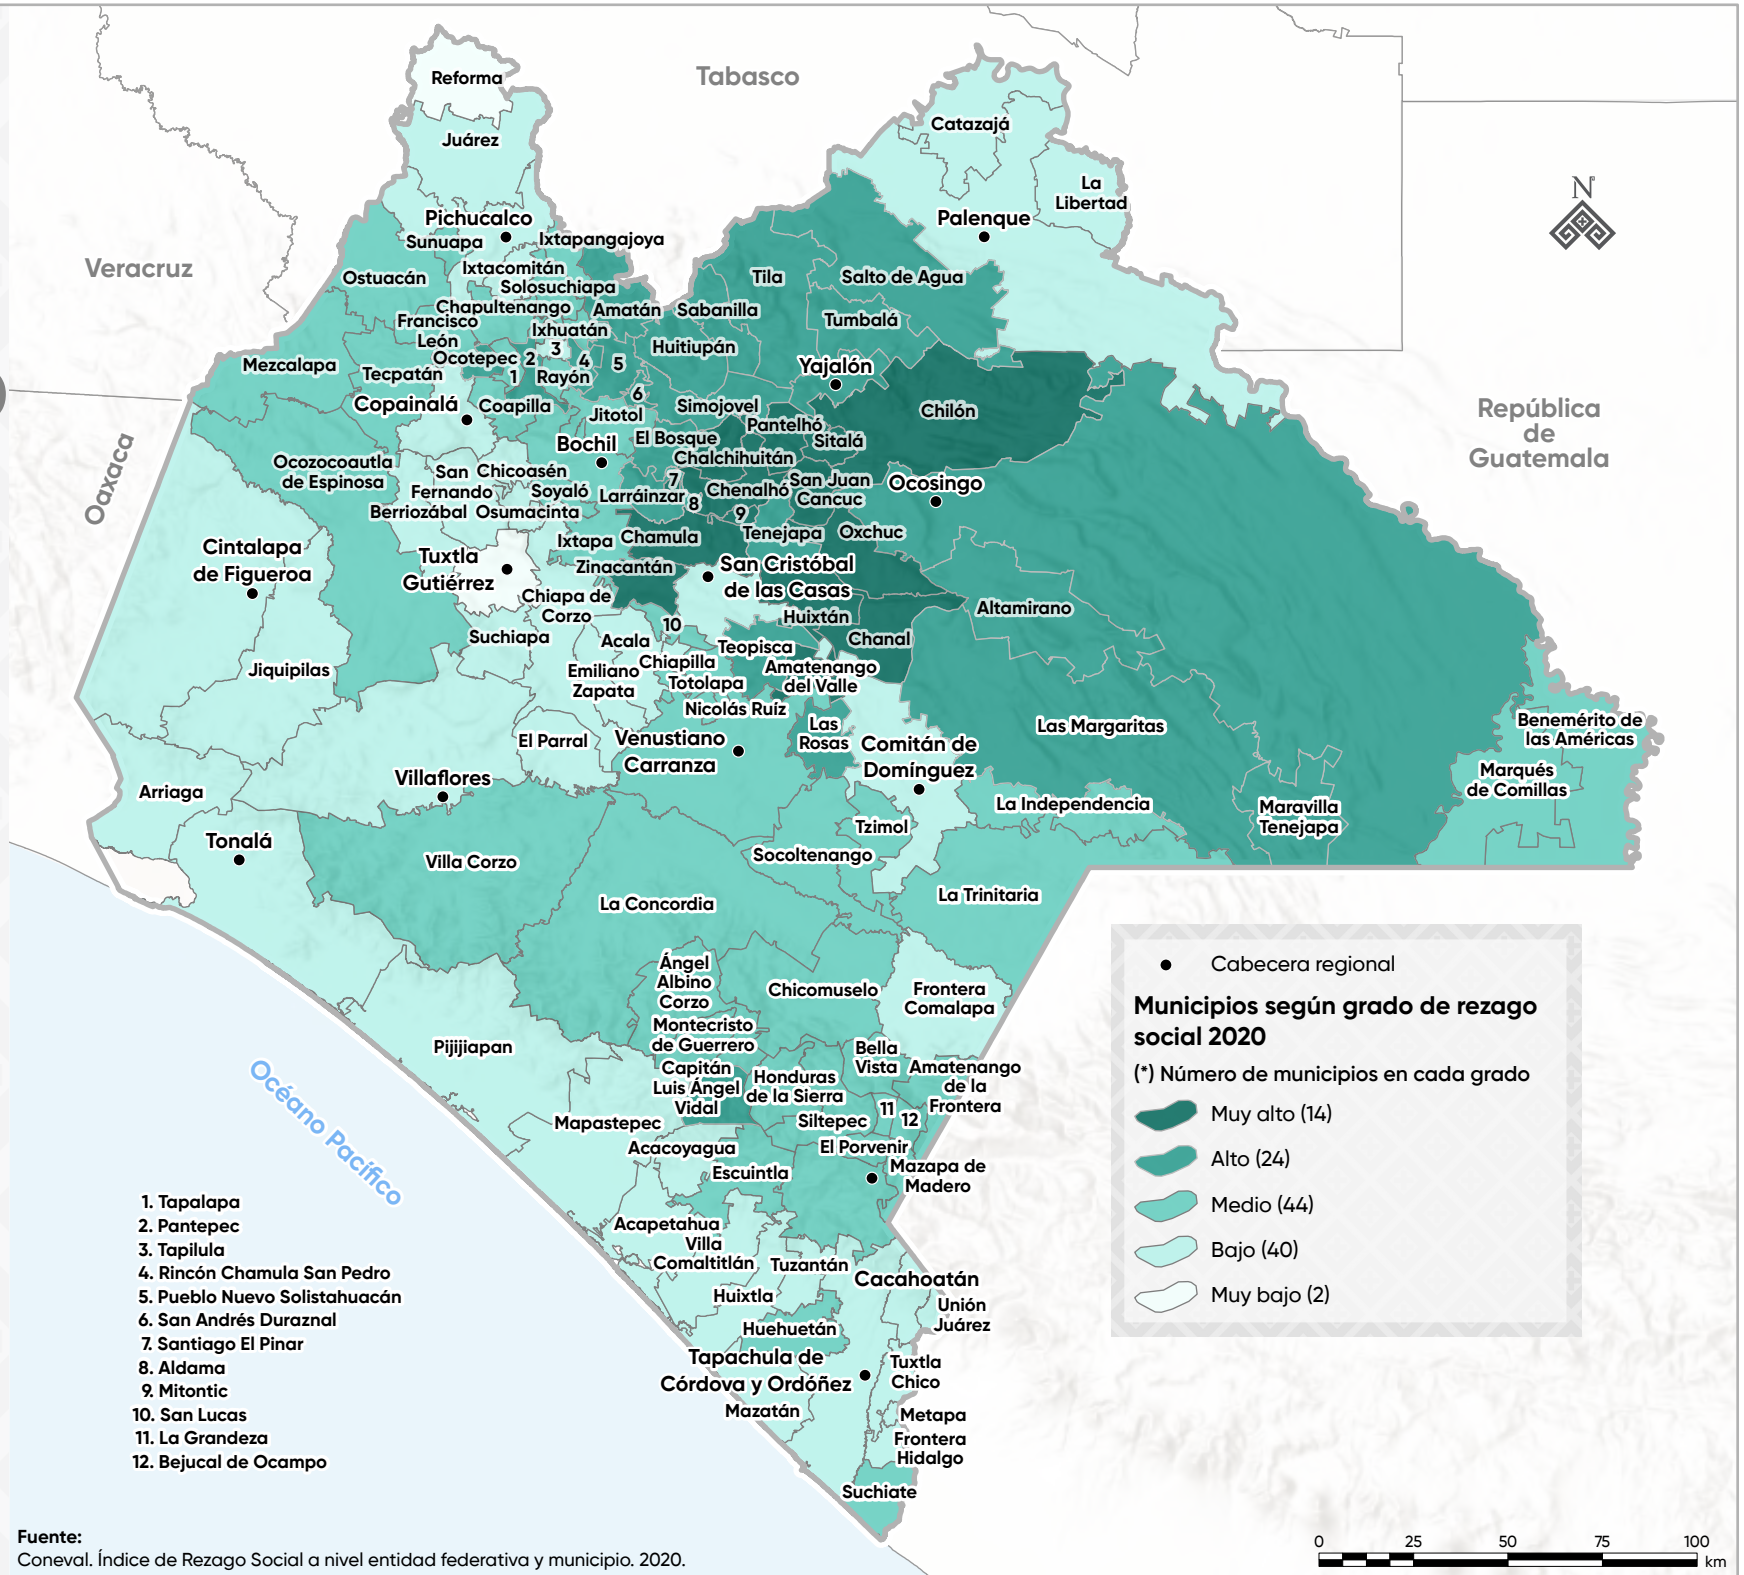 Tabasco
Reforma
Catazajá
Juárez
La
Libertad
N
Pichucalco
Palenque
Sunuapa
Ixtapangajoya
Veracruz
Ixtacomitán
Ostuacán
Solosuchiapa
Tila
Salto de Agua
Chapultenango
Amatán
Sabanilla
Francisco
León
Ixhuatán
Tumbalá
Huitiupán
Ocotepec
2
3
4
5
Mezcalapa
Tecpatán
1
Rayón
Yajalón
6
Copainalá
Coapilla
Jitotol
Simojovel
Chilón
República
de
Guatemala
Pantelhó
Bochil
El Bosque
Sitalá
Oaxaca
Chalchihuitán
Ocozocoautla
de Espinosa
San
Fernando
Chicoasén
7
San Juan
Cancuc
Ocosingo
Soyaló
Larráinzar
Chenalhó
8
Berriozábal
Osumacinta
9
Tenejapa
Oxchuc
Cintalapa
de Figueroa
Tuxtla
Gutiérrez
Ixtapa
Chamula
Zinacantán
San Cristóbal
de las Casas
Chiapa de
Corzo
Altamirano
Huixtán
Suchiapa
10
Acala
Chanal
Teopisca
Jiquipilas
Emiliano
Zapata
Chiapilla
Amatenango
del Valle
Totolapa
Nicolás Ruíz
Las
Rosas
Las Margaritas
Benemérito de
las Américas
El Parral
Venustiano
Carranza
Comitán de
Domínguez
Villaflores
Marqués
de Comillas
Arriaga
La Independencia
Maravilla
Tenejapa
Tonalá
Tzimol
Villa Corzo
Socoltenango
La Concordia
La Trinitaria
Ángel
Albino
Corzo
Chicomuselo
Frontera
Comalapa
Montecristo
de Guerrero
Pijijiapan
Bella
Vista
Amatenango
de la
Frontera
Capitán
Luis Ángel
Vidal
Honduras
de la Sierra
11
12
Mapastepec
Siltepec
Acacoyagua
El Porvenir
Escuintla
Mazapa de
Madero
Océano Pacífico
Acapetahua
Villa
Comaltitlán
Tuzantán
Cacahoatán
Huixtla
Unión
Juárez
Huehuetán
Tapachula de
Córdova y Ordóñez
Tuxtla
Chico
Mazatán
Metapa
Frontera
Hidalgo
Suchiate
Cabecera regional
Municipios según grado de rezago
social 2020
(*) Número de municipios en cada grado
Muy alto (14)
Alto (24)
Medio (44)
Bajo (40)
Muy bajo (2)
1. Tapalapa
2. Pantepec
3. Tapilula
4. Rincón Chamula San Pedro
5. Pueblo Nuevo Solistahuacán
6. San Andrés Duraznal
7. Santiago El Pinar
8. Aldama
9. Mitontic
10. San Lucas
11. La Grandeza
12. Bejucal de Ocampo
Fuente:
Coneval. Índice de Rezago Social a nivel entidad federativa y municipio. 2020.
0 25 50 75 100
km